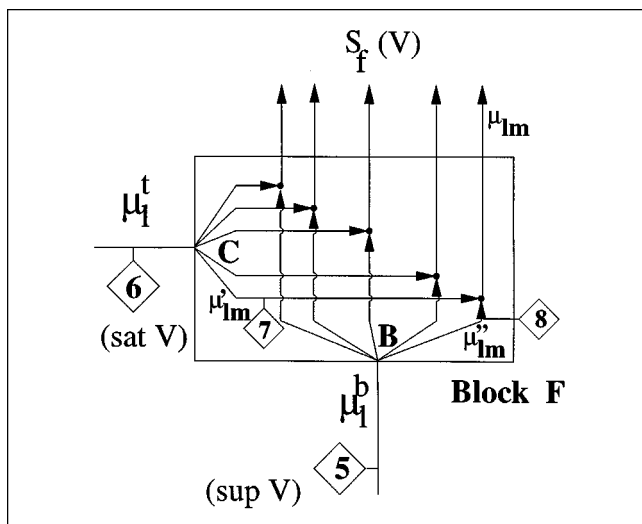 S_f (V)
μ_lm
μ_l^t
C
6
μ'_lm
B
8
(sat V)
7
μ''_lm
μ_l^b
Block F
5
(sup V)